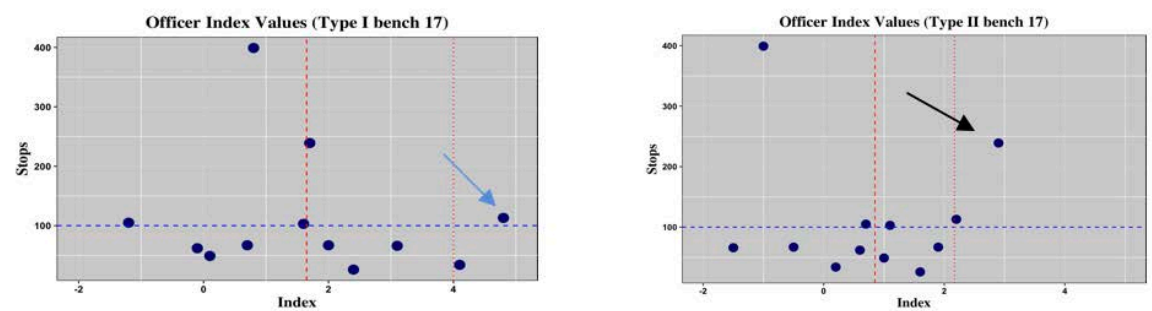 Officer Index Values (Type I bench 17)
400
300
200
100
Stops
-2
0
2
4
Index
Officer Index Values (Type II bench 17)
400
300
200
100
Stops
-2
0
2
4
Index